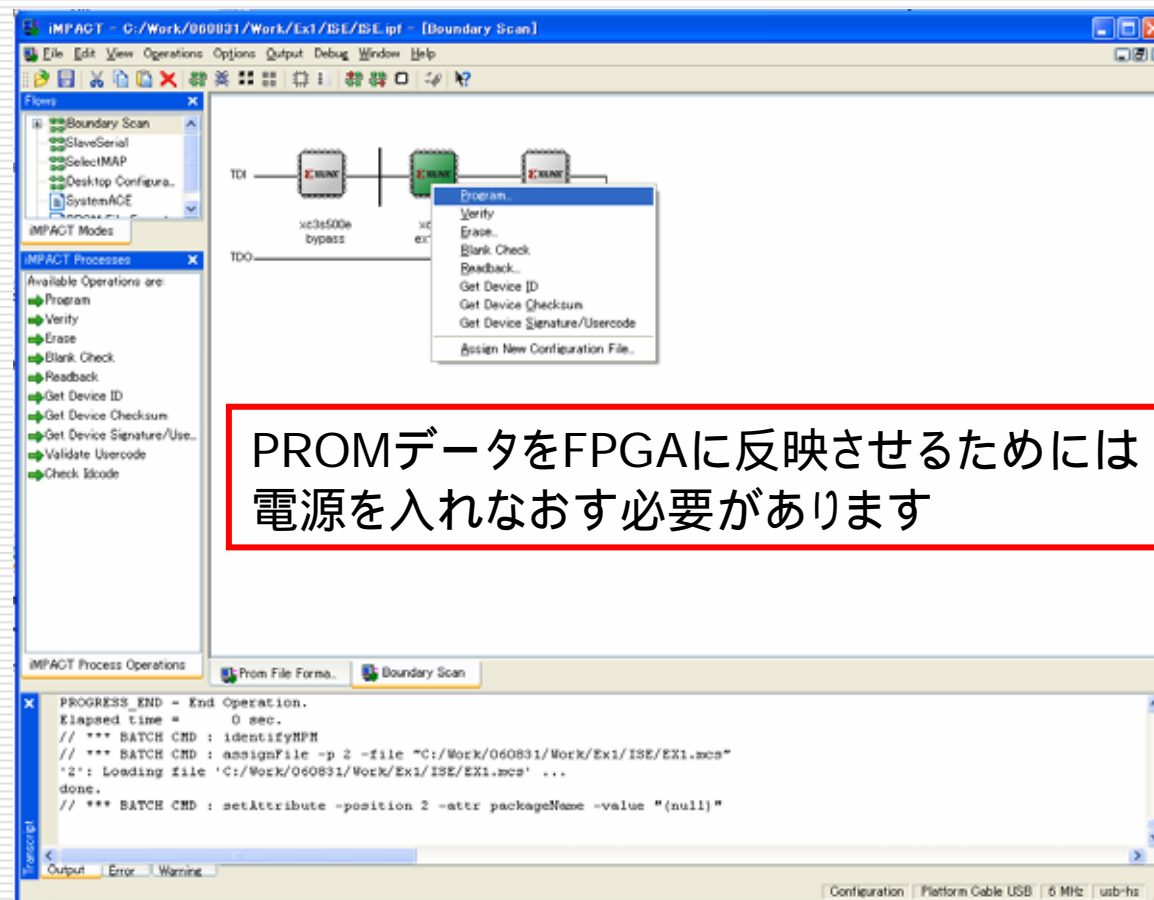 iMPACT - C:/Work/060831/Work/Ex1/ISE/ISE.ipf - [Boundary Scan]
File Edit View Operations Options Output Debug Window Help
Flows
Boundary Scan
SlaveSerial
SelectMAP
Desktop Configura..
SystemACE
iMPACT Modes
TDI
XILINX
XILINX
XILINX
xc3s500e
bypass
TDO
Program..
Verify
Erase..
Blank Check
Readback..
Get Device ID
Get Device Checksum
Get Device Signature/Usercode
Assign New Configuration File..
iMPACT Processes
Available Operations are:
Program
Verify
Erase
Blank Check
Readback
Get Device ID
Get Device Checksum
Get Device Signature/Use..
Validate Usercode
Check Idcode
PROMデータをFPGAに反映させるためには
電源を入れなおす必要があります
iMPACT Process Operations
Prom File Forma..
Boundary Scan
PROGRESS_END - End Operation.
Elapsed time = 0 sec.
// *** BATCH CMD : identifyMPM
// *** BATCH CMD : assignFile -p 2 -file "C:/Work/060831/Work/Ex1/ISE/EX1.mcs"
'2': Loading file 'C:/Work/060831/Work/Ex1/ISE/EX1.mcs' ...
done.
// *** BATCH CMD : setAttribute -position 2 -attr packageName -value "(null)"
Transcript
Output Error Warning
Configuration Platform Cable USB 6 MHz usb-hs